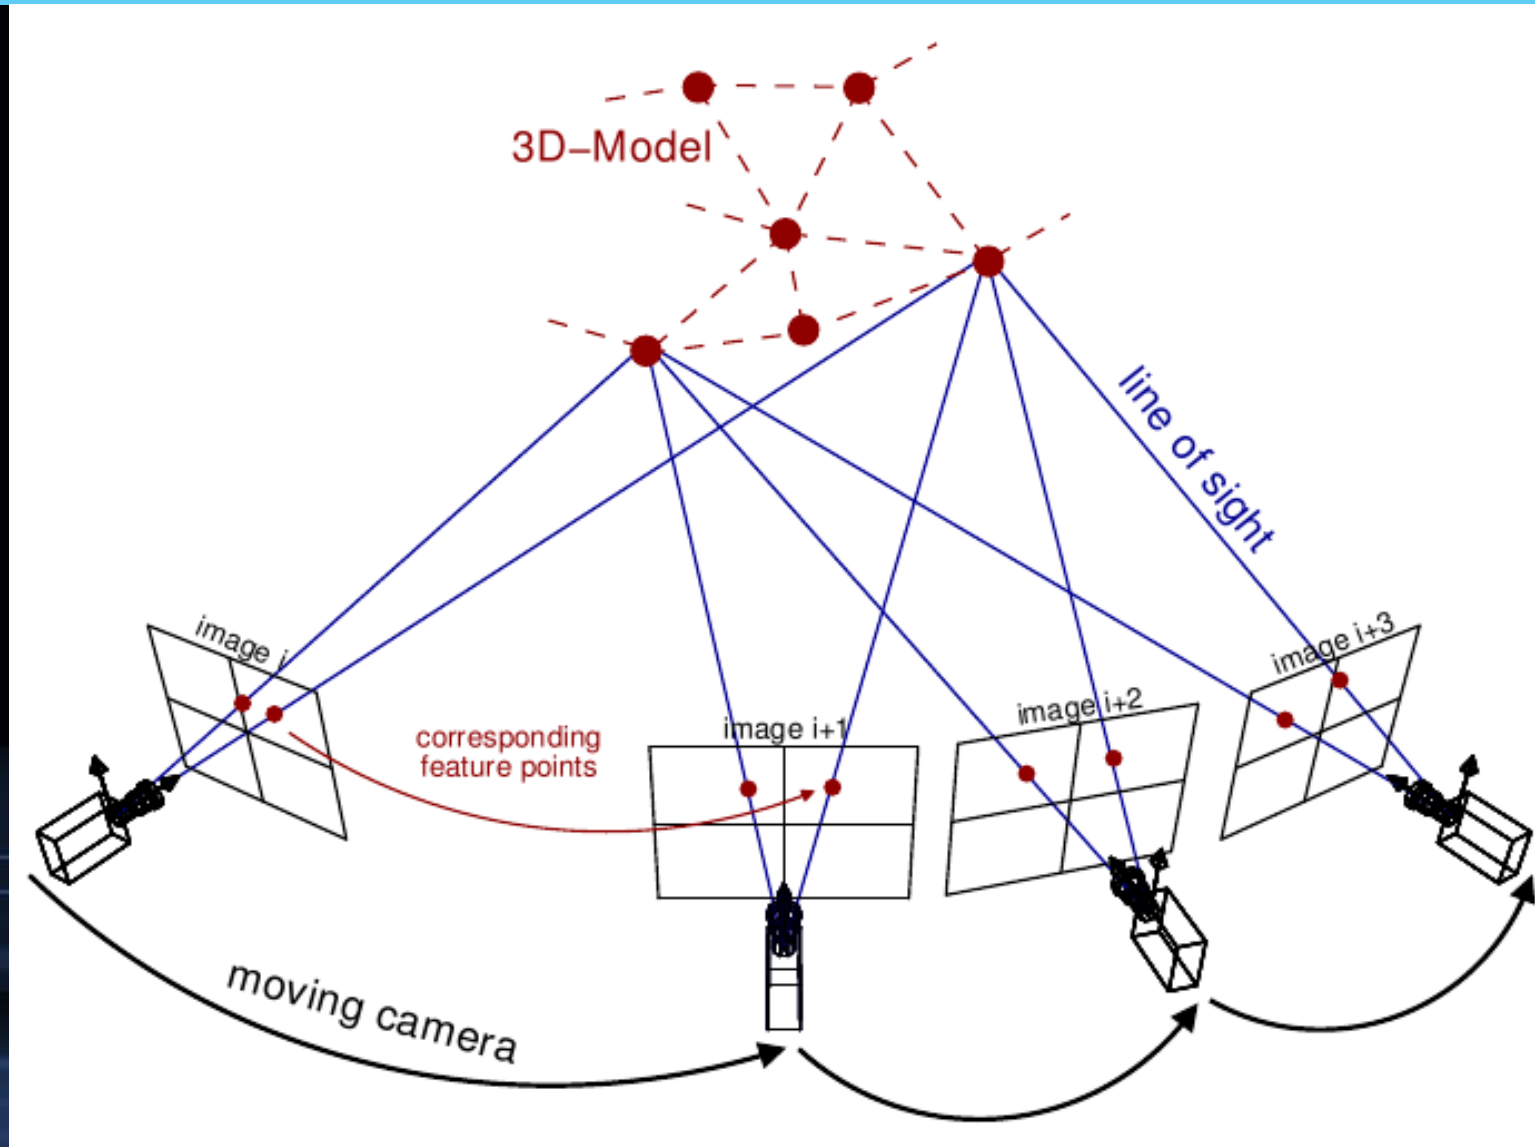 3D–Model
line of sight
image i
corresponding
feature points
image i+1
image i+2
image i+3
moving camera